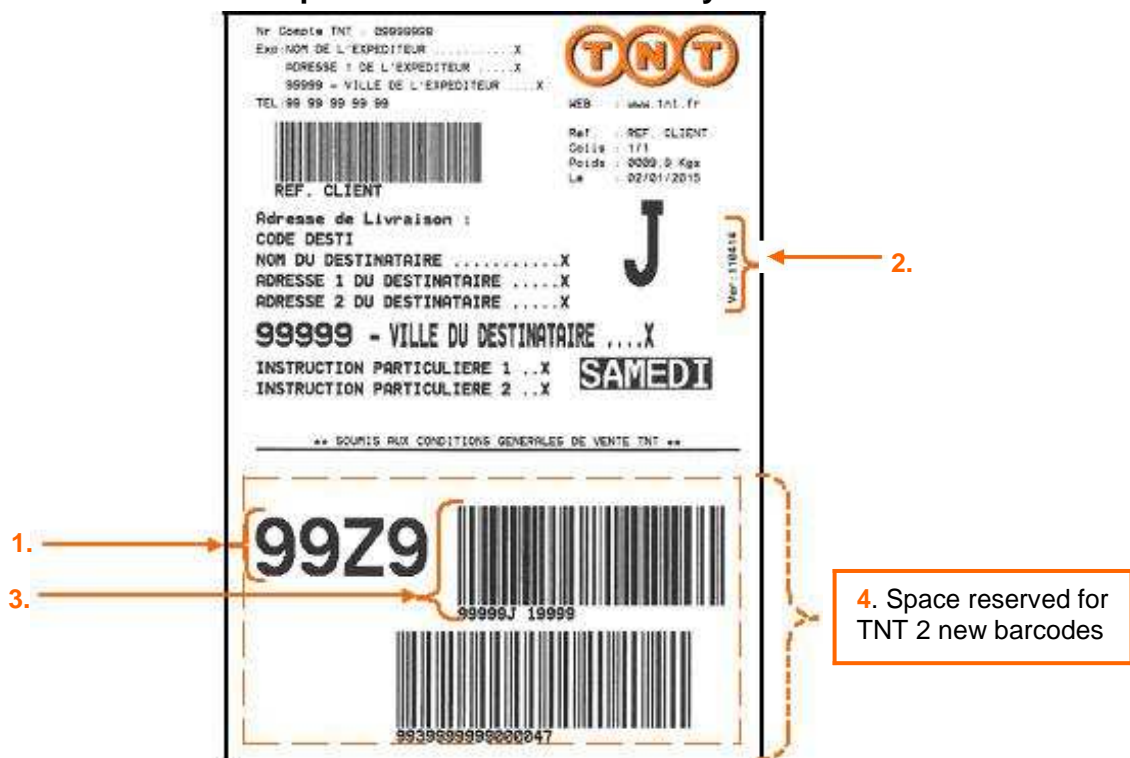 Nr Compte TNT : 09999999
Exp:NOM DE L'EXPEDITEUR ..........X
ADRESSE 1 DE L'EXPEDITEUR .....X
99999 - VILLE DE L'EXPEDITEUR ....X
TEL:99 99 99 99 99
TNT
WEB : www.tnt.fr
Ref. : REF. CLIENT
Colis : 1/1
Poids : 0009.9 Kgs
Le : 02/01/2015
REF. CLIENT
Adresse de Livraison :
CODE DESTI
NOM DU DESTINATAIRE ...........X
ADRESSE 1 DU DESTINATAIRE .....X
ADRESSE 2 DU DESTINATAIRE .....X
J
2.
99999 - VILLE DU DESTINATAIRE ....X
INSTRUCTION PARTICULIERE 1 ..X
INSTRUCTION PARTICULIERE 2 ..X
SAMEDI
** SOUMIS AUX CONDITIONS GENERALES DE VENTE TNT **
1.
99Z9
3.
99999J 19999
4. Space reserved for
TNT 2 new barcodes
9939999999000047